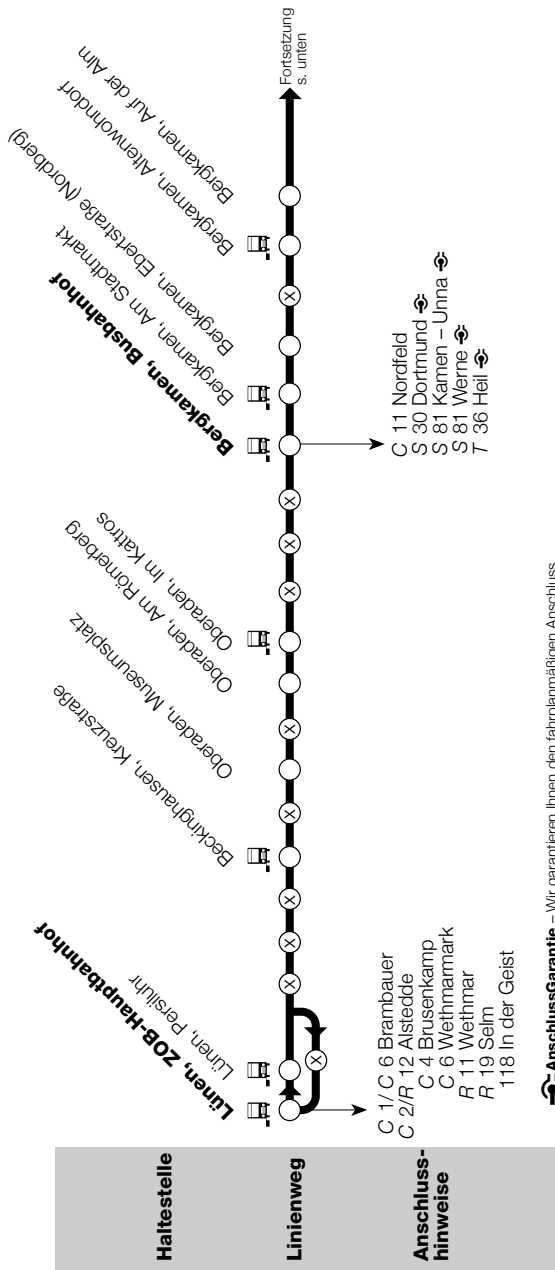 Haltestelle
Lünen, ZOB-Hauptbahnhof
Lünen, Persiluhr
Beckinghausen, Kreuzstraße
Oberaden, Museumsplatz
Oberaden, Am Römerberg
Oberaden, Im Kattros
Bergkamen, Busbahnhof
Bergkamen, Am Stadtmarkt
Bergkamen, Ebertstraße (Nordberg)
Bergkamen, Altenwohndorf
Bergkamen, Auf der Alm
Linienweg
X
X
X
X
X
X
X
X
X
X
Fortsetzung
s. unten
Anschluss-
hinweise
C 1/ C 6 Brambauer
C 2/R 12 Alstedde
C 4 Brusenkamp
C 6 Wethmarmark
R 11 Wethmar
R 19 Selm
118 In der Geist
C 11 Nordfeld
S 30 Dortmund
S 81 Kamen – Unna
S 81 Werne
T 36 Heil
AnschlussGarantie – Wir garantieren Ihnen den fahrplanmäßigen Anschluss